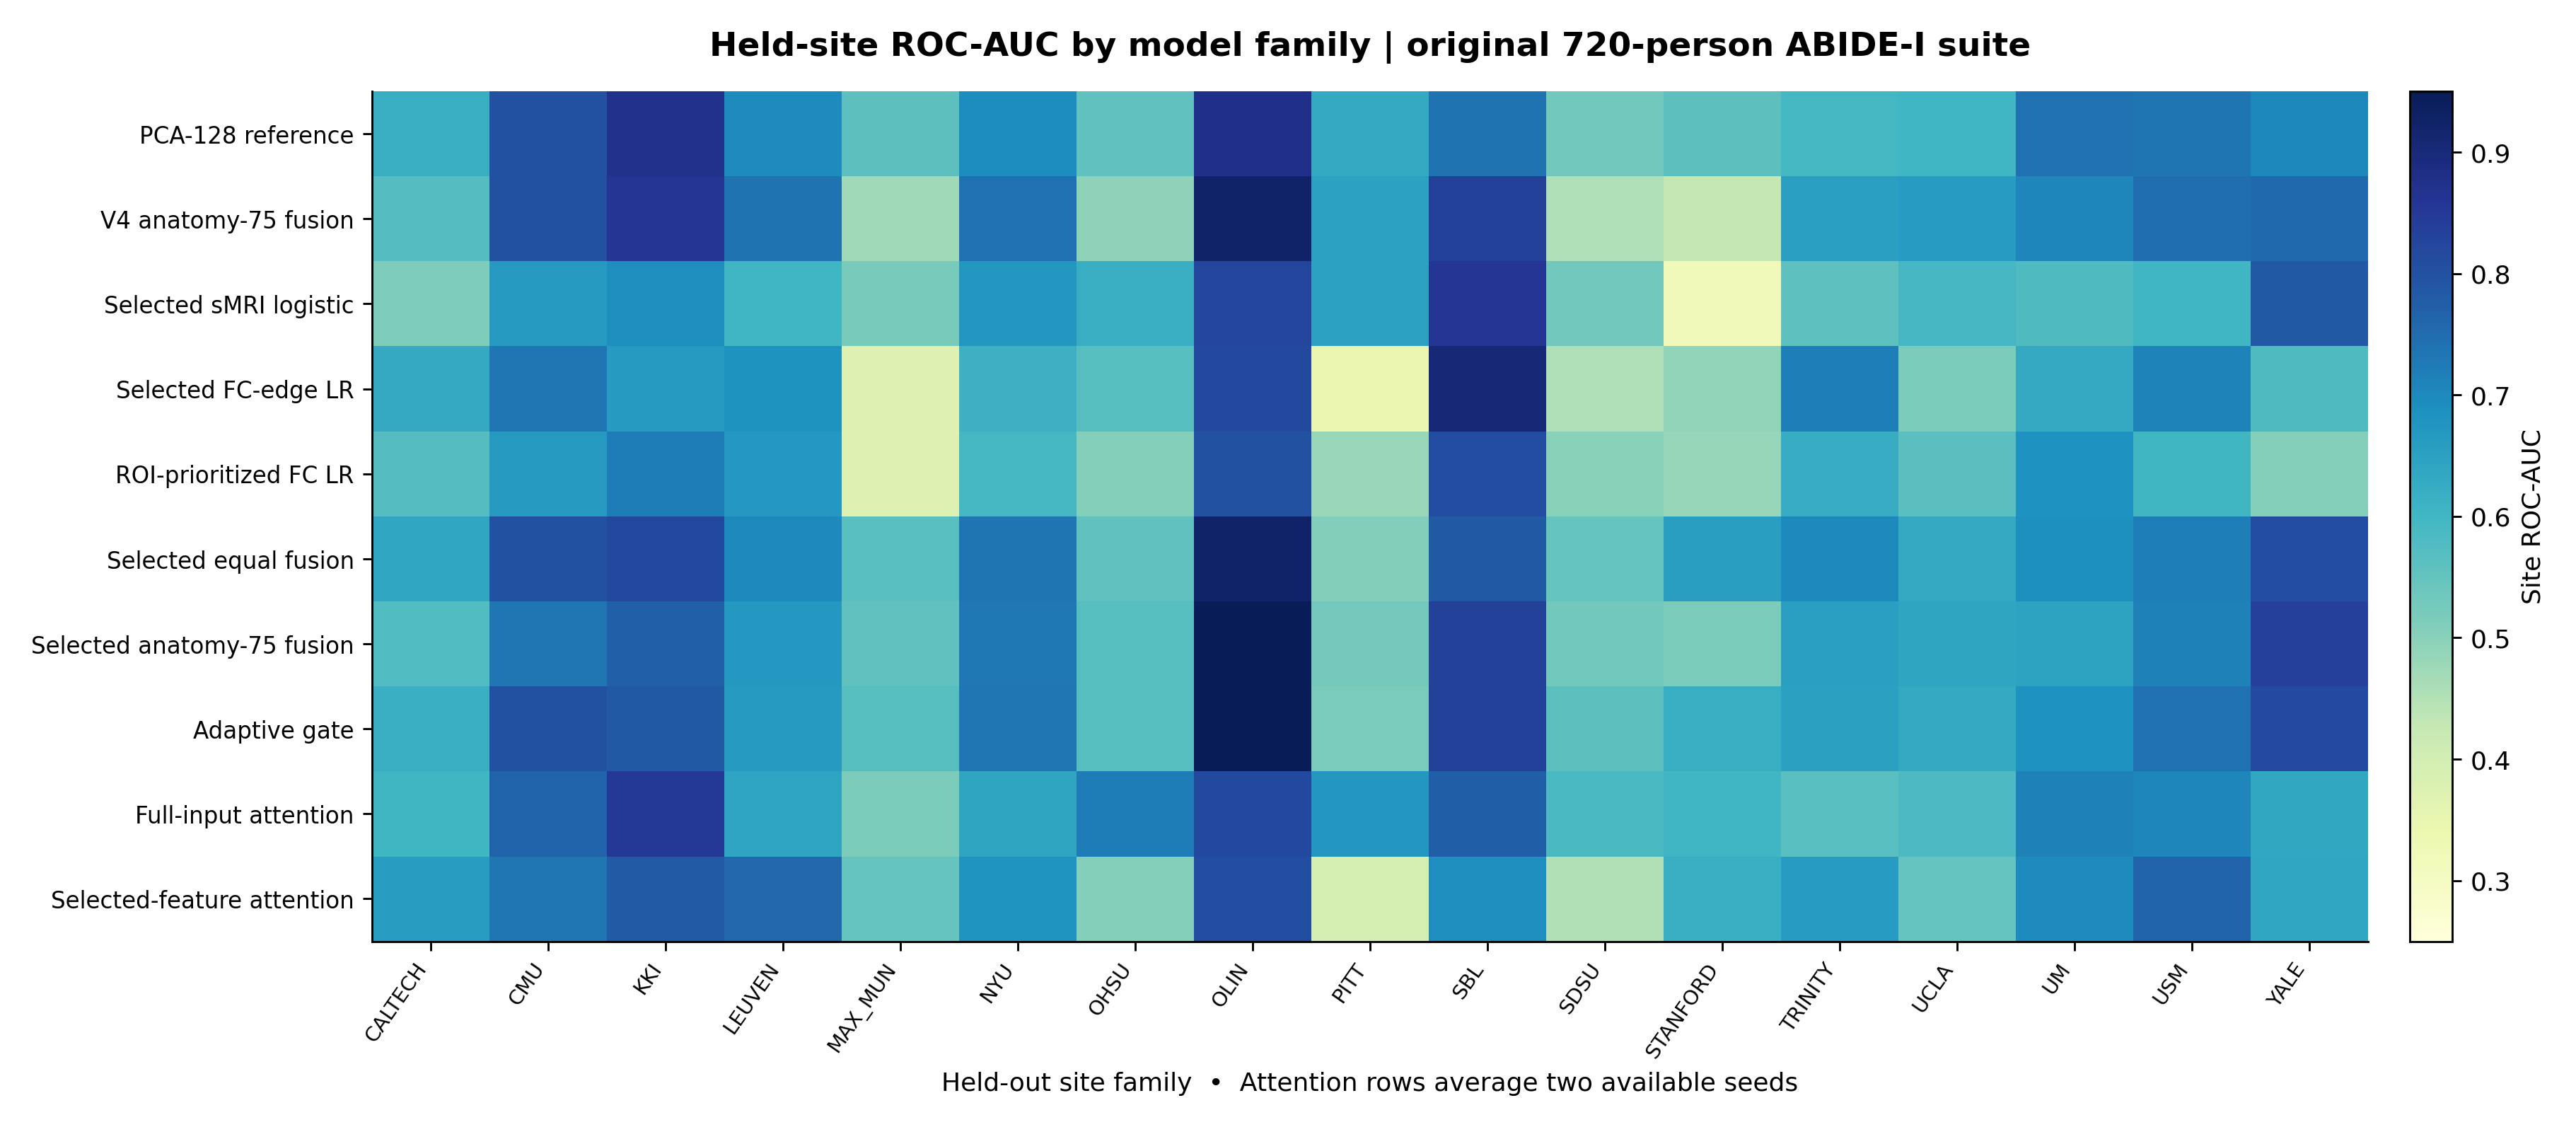 Held-site ROC-AUC by model family | original 720-person ABIDE-I suite
PCA-128 reference
V4 anatomy-75 fusion
Selected sMRI logistic
Selected FC-edge LR
ROI-prioritized FC LR
Selected equal fusion
Selected anatomy-75 fusion
Adaptive gate
Full-input attention
Selected-feature attention
CALTECH
CMU
KKI
LEUVEN
MAX_MUN
NYU
OHSU
OLIN
PITT
SBL
SDSU
STANFORD
TRINITY
UCLA
UM
USM
YALE
Held-out site family • Attention rows average two available seeds
0.9
0.8
0.7
0.6
0.5
0.4
0.3
Site ROC-AUC